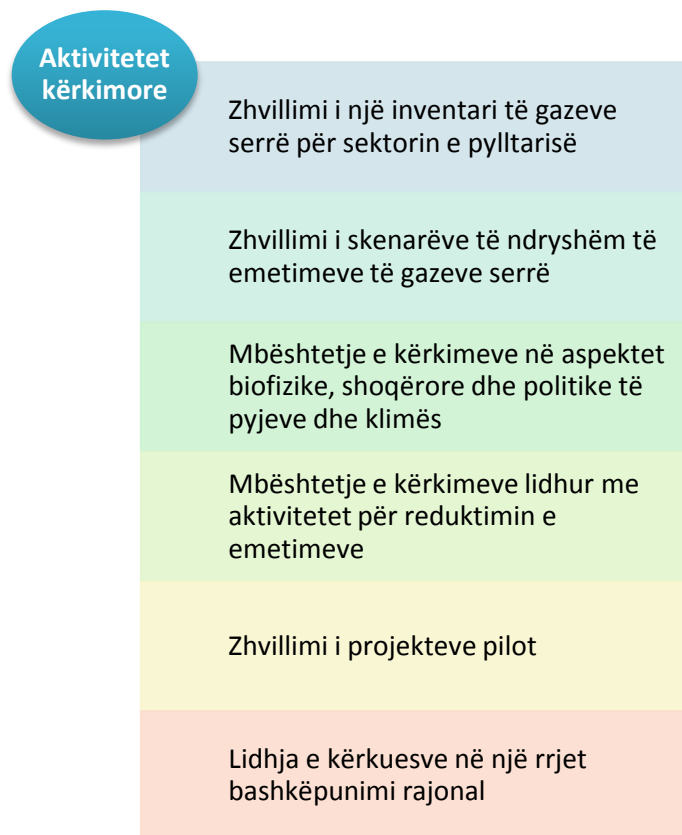 Aktivitetet
kërkimore
Zhvillimi i një inventari të gazeve
serrë për sektorin e pylltarisë
Zhvillimi i skenarëve të ndryshëm të
emetimeve të gazeve serrë
Mbështetje e kërkimeve në aspektet
biofizike, shoqërore dhe politike të
pyjeve dhe klimës
Mbështetje e kërkimeve lidhur me
aktivitetet për reduktimin e
emetimeve
Zhvillimi i projekteve pilot
Lidhja e kërkuesve në një rrjet
bashkëpunimi rajonal